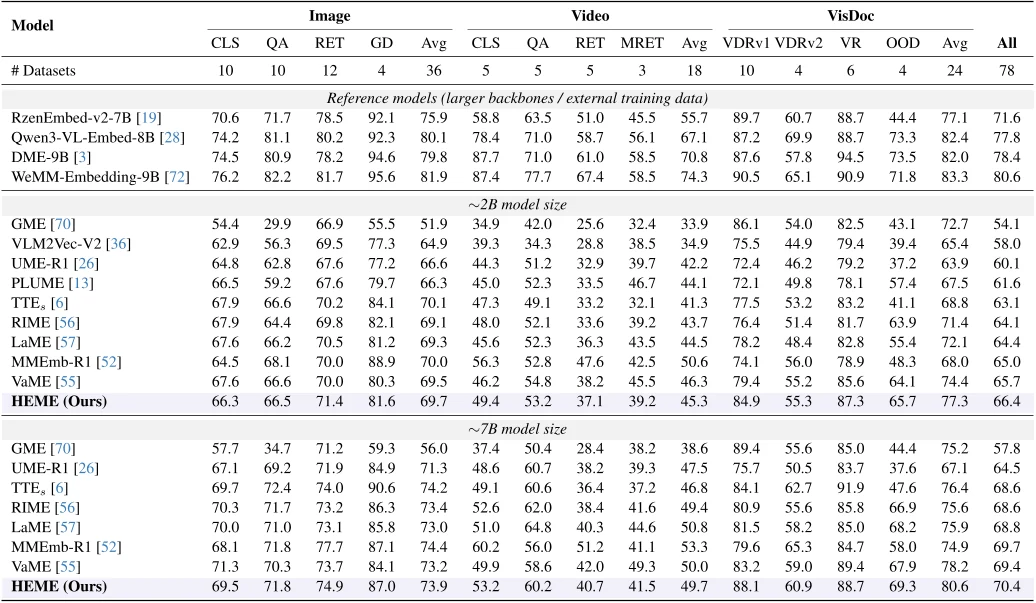 Model Image Video VisDoc
CLS QA RET GD Avg CLS QA RET MRET Avg VDRv1 VDRv2 VR OOD Avg All
# Datasets 10 10 12 4 36 5 5 5 3 18 10 4 6 4 24 78
Reference models (larger backbones / external training data)
RzenEmbed-v2-7B [19] 70.6 71.7 78.5 92.1 75.9 58.8 63.5 51.0 45.5 55.7 89.7 60.7 88.7 44.4 77.1 71.6
Qwen3-VL-Embed-8B [28] 74.2 81.1 80.2 92.3 80.1 78.4 71.0 58.7 56.1 67.1 87.2 69.9 88.7 73.3 82.4 77.8
DME-9B [3] 74.5 80.9 78.2 94.6 79.8 87.7 71.0 61.0 58.5 70.8 87.6 57.8 94.5 73.5 82.0 78.4
WeMM-Embedding-9B [72] 76.2 82.2 81.7 95.6 81.9 87.4 77.7 67.4 58.5 74.3 90.5 65.1 90.9 71.8 83.3 80.6
∼2B model size
GME [70] 54.4 29.9 66.9 55.5 51.9 34.9 42.0 25.6 32.4 33.9 86.1 54.0 82.5 43.1 72.7 54.1
VLM2Vec-V2 [36] 62.9 56.3 69.5 77.3 64.9 39.3 34.3 28.8 38.5 34.9 75.5 44.9 79.4 39.4 65.4 58.0
UME-R1 [26] 64.8 62.8 67.6 77.2 66.6 44.3 51.2 32.9 39.7 42.2 72.4 46.2 79.2 37.2 63.9 60.1
PLUME [13] 66.5 59.2 67.6 79.7 66.3 45.0 52.3 33.5 46.7 44.1 72.1 49.8 78.1 57.4 67.5 61.6
TTEs [6] 67.9 66.6 70.2 84.1 70.1 47.3 49.1 33.2 32.1 41.3 77.5 53.2 83.2 41.1 68.8 63.1
RIME [56] 67.9 64.4 69.8 82.1 69.1 48.0 52.1 33.6 39.2 43.7 76.4 51.4 81.7 63.9 71.4 64.1
LaME [57] 67.6 66.2 70.5 81.2 69.3 45.6 52.3 36.3 43.5 44.5 78.2 48.4 82.8 55.4 72.1 64.4
MMEmb-R1 [52] 64.5 68.1 70.0 88.9 70.0 56.3 52.8 47.6 42.5 50.6 74.1 56.0 78.9 48.3 68.0 65.0
VaME [55] 67.6 66.6 70.0 80.3 69.5 46.2 54.8 38.2 45.5 46.3 79.4 55.2 85.6 64.1 74.4 65.7
HEME (Ours) 66.3 66.5 71.4 81.6 69.7 49.4 53.2 37.1 39.2 45.3 84.9 55.3 87.3 65.7 77.3 66.4
∼7B model size
GME [70] 57.7 34.7 71.2 59.3 56.0 37.4 50.4 28.4 38.2 38.6 89.4 55.6 85.0 44.4 75.2 57.8
UME-R1 [26] 67.1 69.2 71.9 84.9 71.3 48.6 60.7 38.2 39.3 47.5 75.7 50.5 83.7 37.6 67.1 64.5
TTEs [6] 69.7 72.4 74.0 90.6 74.2 49.1 60.6 36.4 37.2 46.8 84.1 62.7 91.9 47.6 76.4 68.6
RIME [56] 70.3 71.7 73.2 86.3 73.4 52.6 62.0 38.4 41.6 49.4 80.9 55.6 85.8 66.9 75.6 68.6
LaME [57] 70.0 71.0 73.1 85.8 73.0 51.0 64.8 40.3 44.6 50.8 81.5 58.2 85.0 68.2 75.9 68.8
MMEmb-R1 [52] 68.1 71.8 77.7 87.1 74.4 60.2 56.0 51.2 41.1 53.3 79.6 65.3 84.7 58.0 74.9 69.7
VaME [55] 71.3 70.3 73.7 84.1 73.2 49.9 58.6 42.0 49.3 50.0 83.2 59.0 89.4 67.9 78.2 69.4
HEME (Ours) 69.5 71.8 74.9 87.0 73.9 53.2 60.2 40.7 41.5 49.7 88.1 60.9 88.7 69.3 80.6 70.4